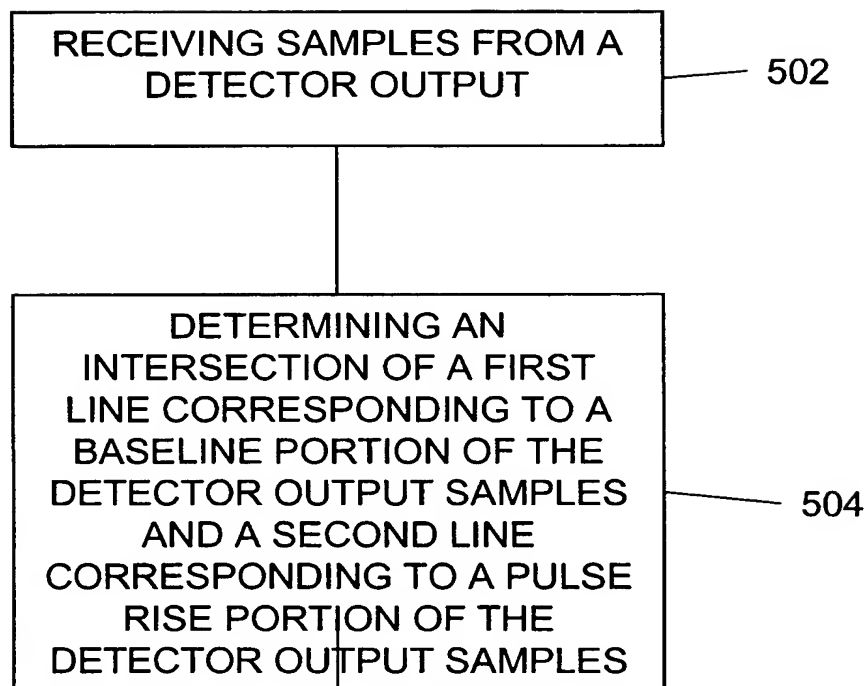 RECEIVING SAMPLES FROM A
DETECTOR OUTPUT
502
DETERMINING AN
INTERSECTION OF A FIRST
LINE CORRESPONDING TO A
BASELINE PORTION OF THE
DETECTOR OUTPUT SAMPLES
AND A SECOND LINE
CORRESPONDING TO A PULSE
RISE PORTION OF THE
DETECTOR OUTPUT SAMPLES
504